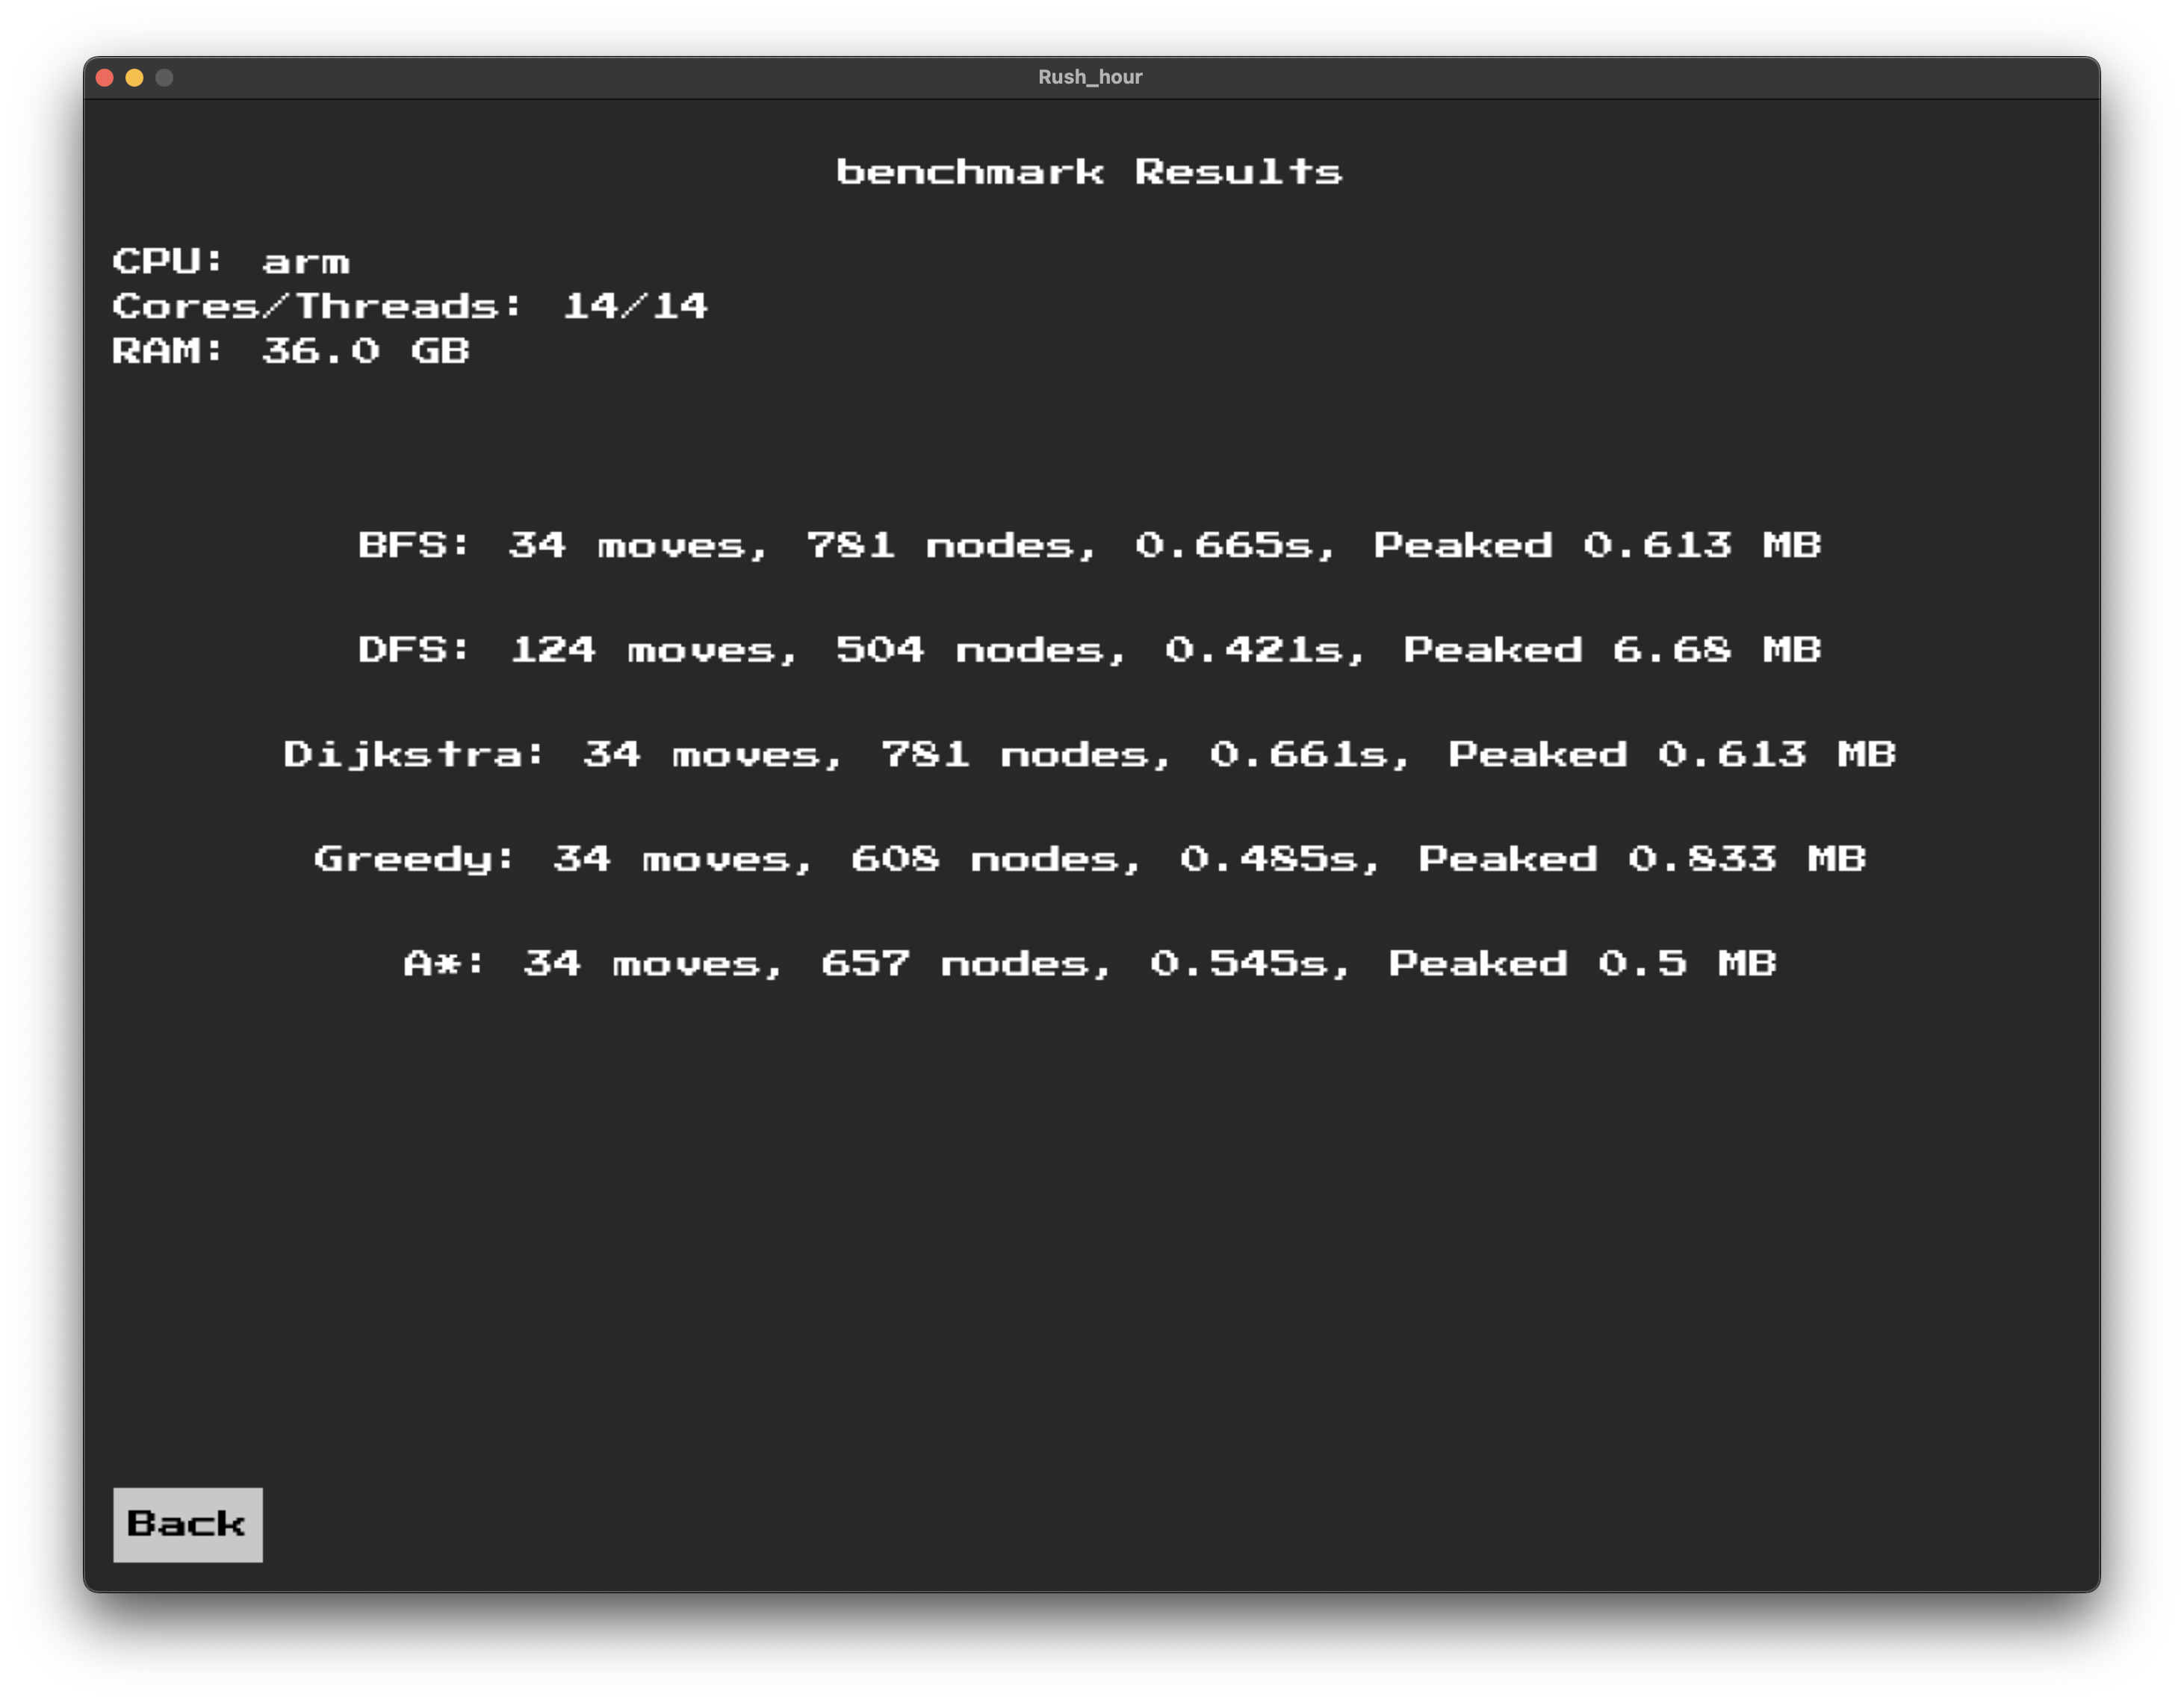 Rush_hour
benchmark Results
CPU: arm
Cores/Threads: 14/14
RAM: 36.0 GB
BFS: 34 moves, 781 nodes, 0.665s, Peaked 0.613 MB
DFS: 124 moves, 504 nodes, 0.421s, Peaked 6.68 MB
Dijkstra: 34 moves, 781 nodes, 0.661s, Peaked 0.613 MB
Greedy: 34 moves, 608 nodes, 0.485s, Peaked 0.833 MB
A*: 34 moves, 657 nodes, 0.545s, Peaked 0.5 MB
Back